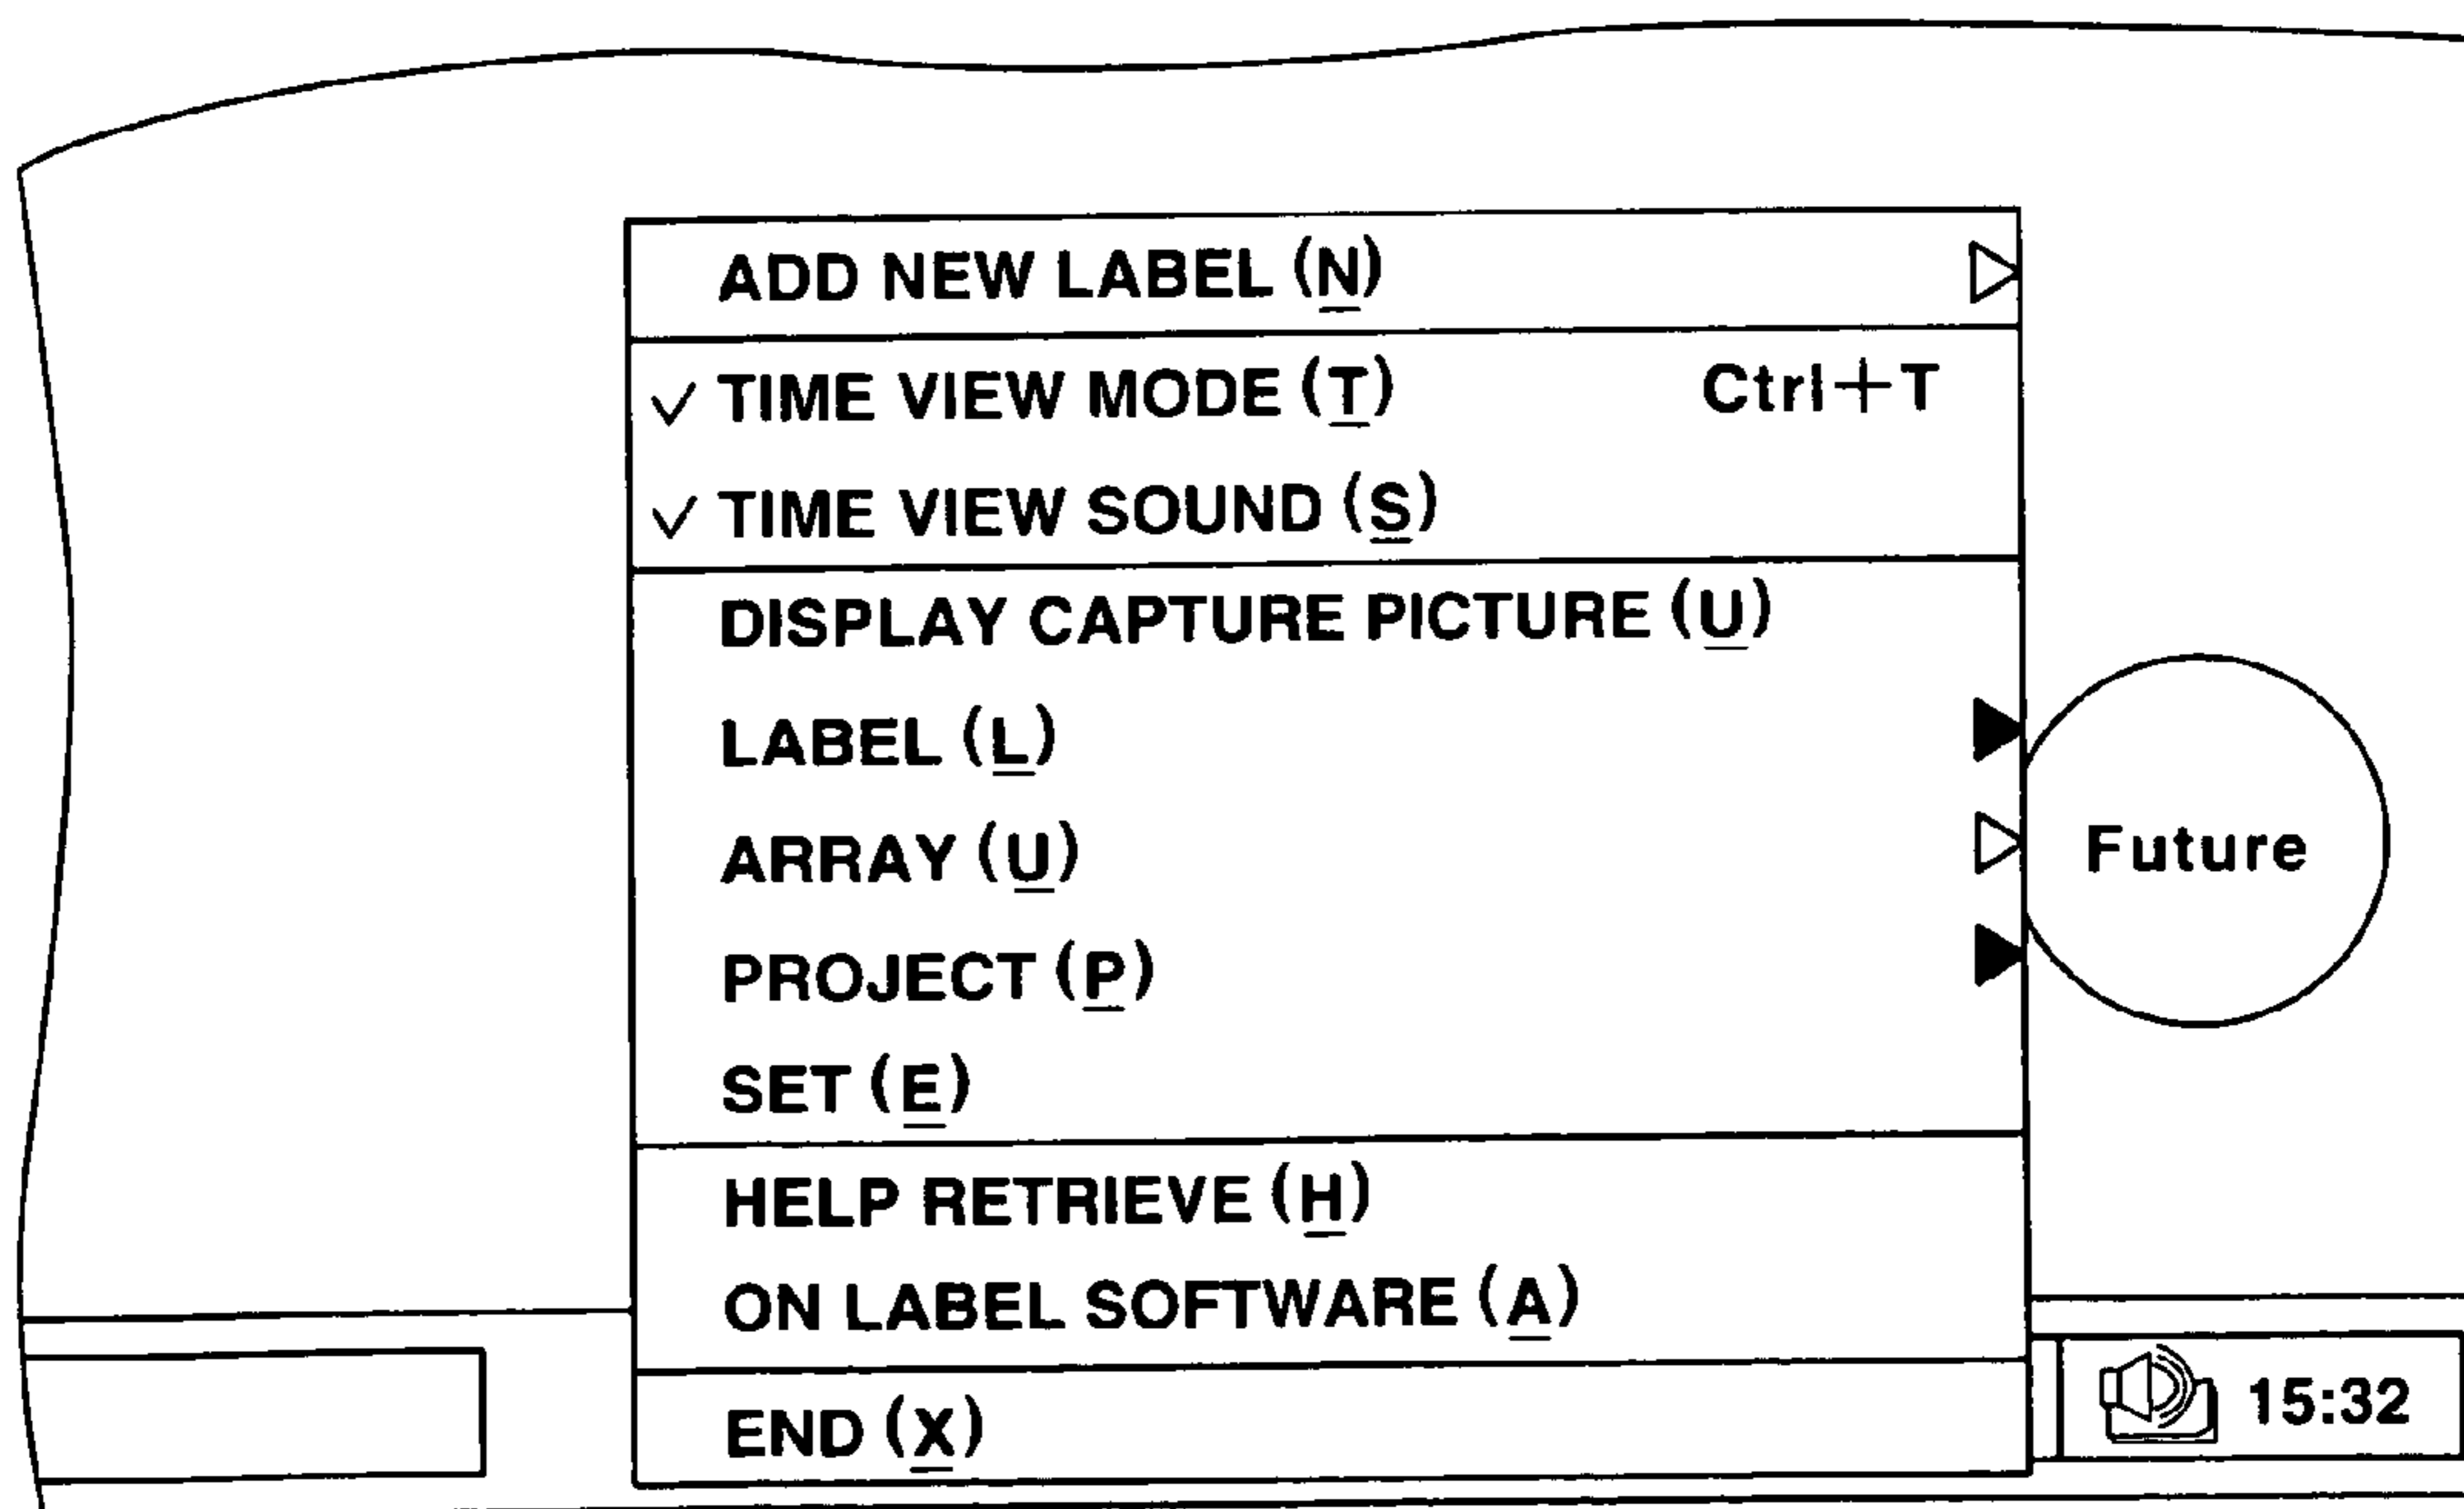 ADD NEW LABEL (N)
TIME VIEW MODE (T) Ctrl+T
TIME VIEW SOUND (S)
DISPLAY CAPTURE PICTURE (U)
LABEL (L)
ARRAY (U)
Future
PROJECT (P)
SET (E)
HELP RETRIEVE (H)
ON LABEL SOFTWARE (A)
END (X)
15:32